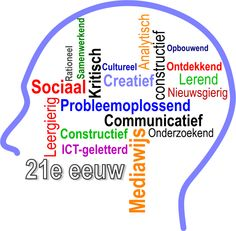 Rationeel
Samenwerkend
Kritisch
Cultureel
Analytisch
constructief
Opbouwend
Ontdekkend
Sociaal
Creatief
Lerend
Nieuwsgierig
Probleemoplossend
Leergierig
Communicatief
Constructief
Onderzoekend
ICT-geletterd
Mediawijs
21e eeuw